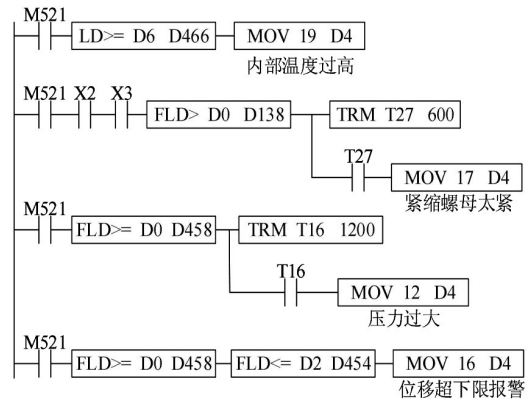 M521
LD>= D6 D466 MOV 19 D4
内部温度过高
M521 X2 X3
FLD> D0 D138 TRM T27 600
T27
MOV 17 D4
紧缩螺母太紧
M521
FLD>= D0 D458 TRM T16 1200
T16
MOV 12 D4
压力过大
M521
FLD>= D0 D458 FLD<= D2 D454 MOV 16 D4
位移超下限报警